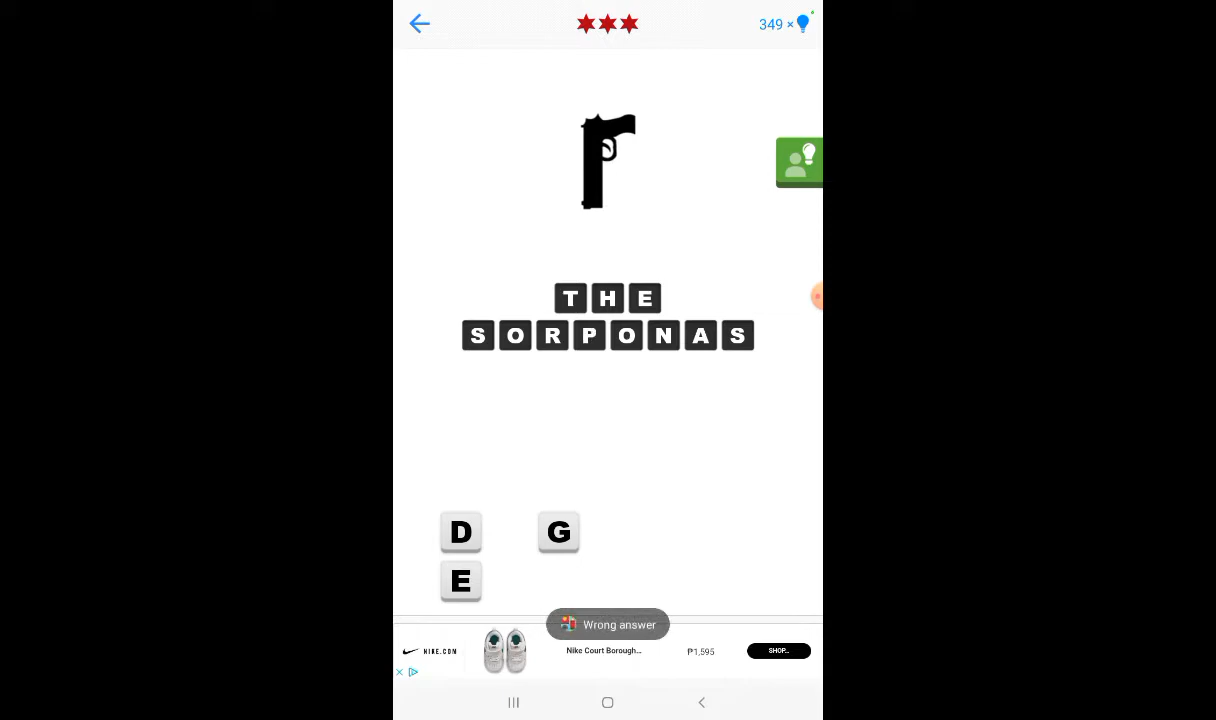 349 ×
THE
SORPONAS
D G
E
Wrong answer
NIKE.COM
Nike Court Borough...
₱1,595
SHOP...